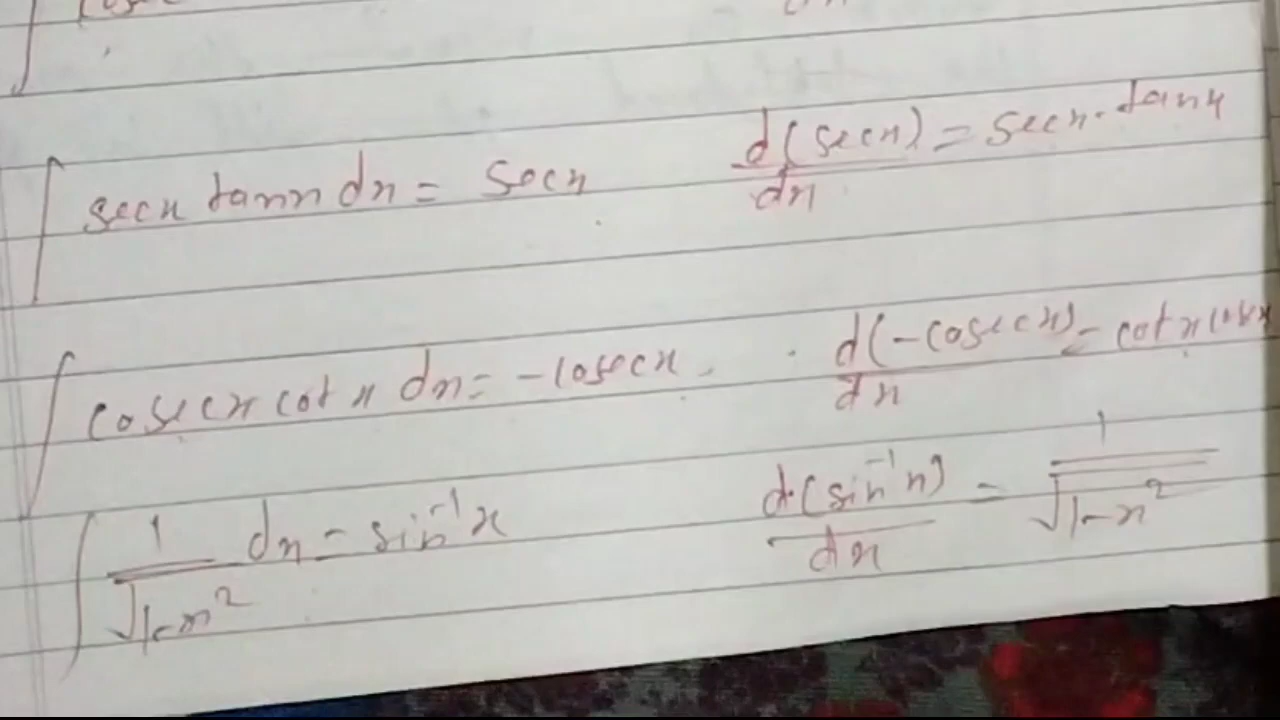 ∫ secx tanx dx = secx d(secx)/dx = secx·tanx
∫ cosecx cotx dx = -cosecx. d(-cosecx)/dx = cotx cosecx
∫ 1/√1-x² dx = sin⁻¹x d(sin⁻¹x)/dx = 1/√1-x²